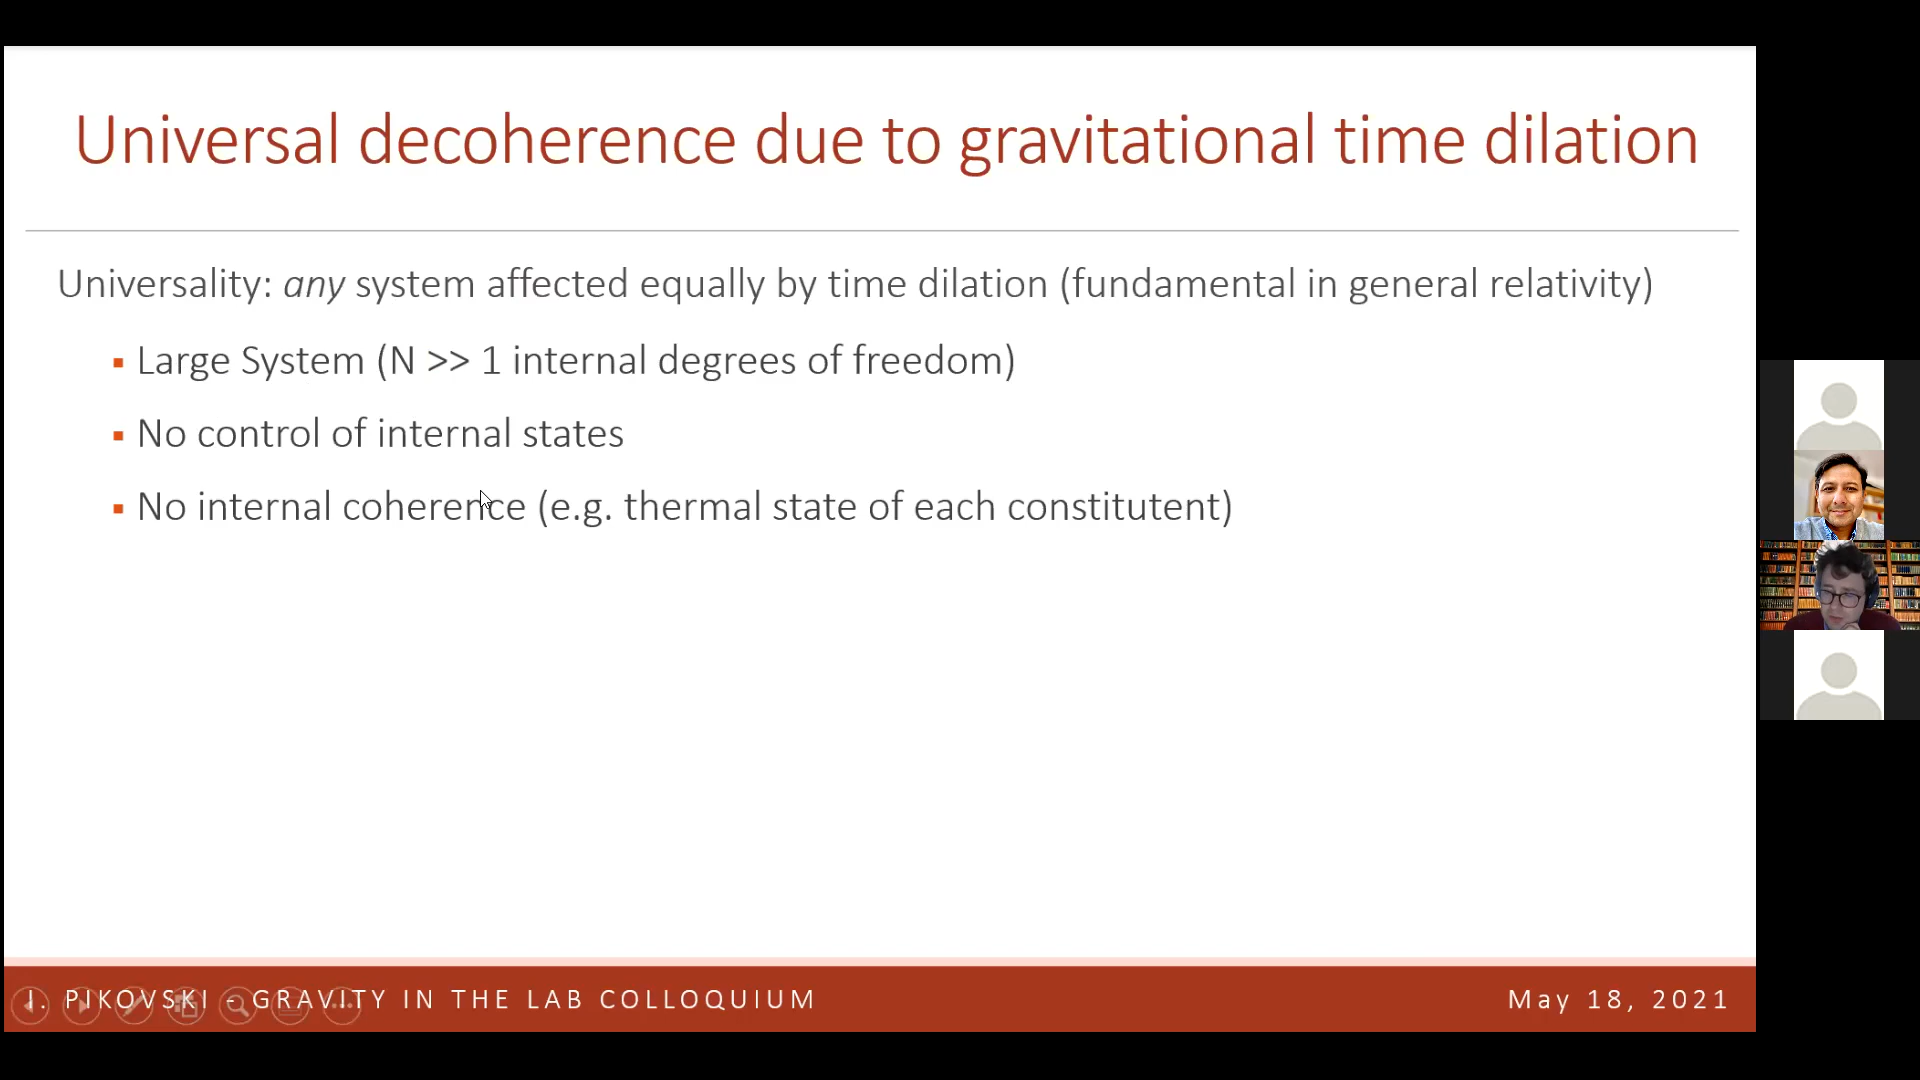 Universal decoherence due to gravitational time dilation
Universality: any system affected equally by time dilation (fundamental in general relativity)
Large System (N >> 1 internal degrees of freedom)
No control of internal states
No internal coherence (e.g. thermal state of each constitutent)
I. PIKOVSKI - GRAVITY IN THE LAB COLLOQUIUM
May 18, 2021